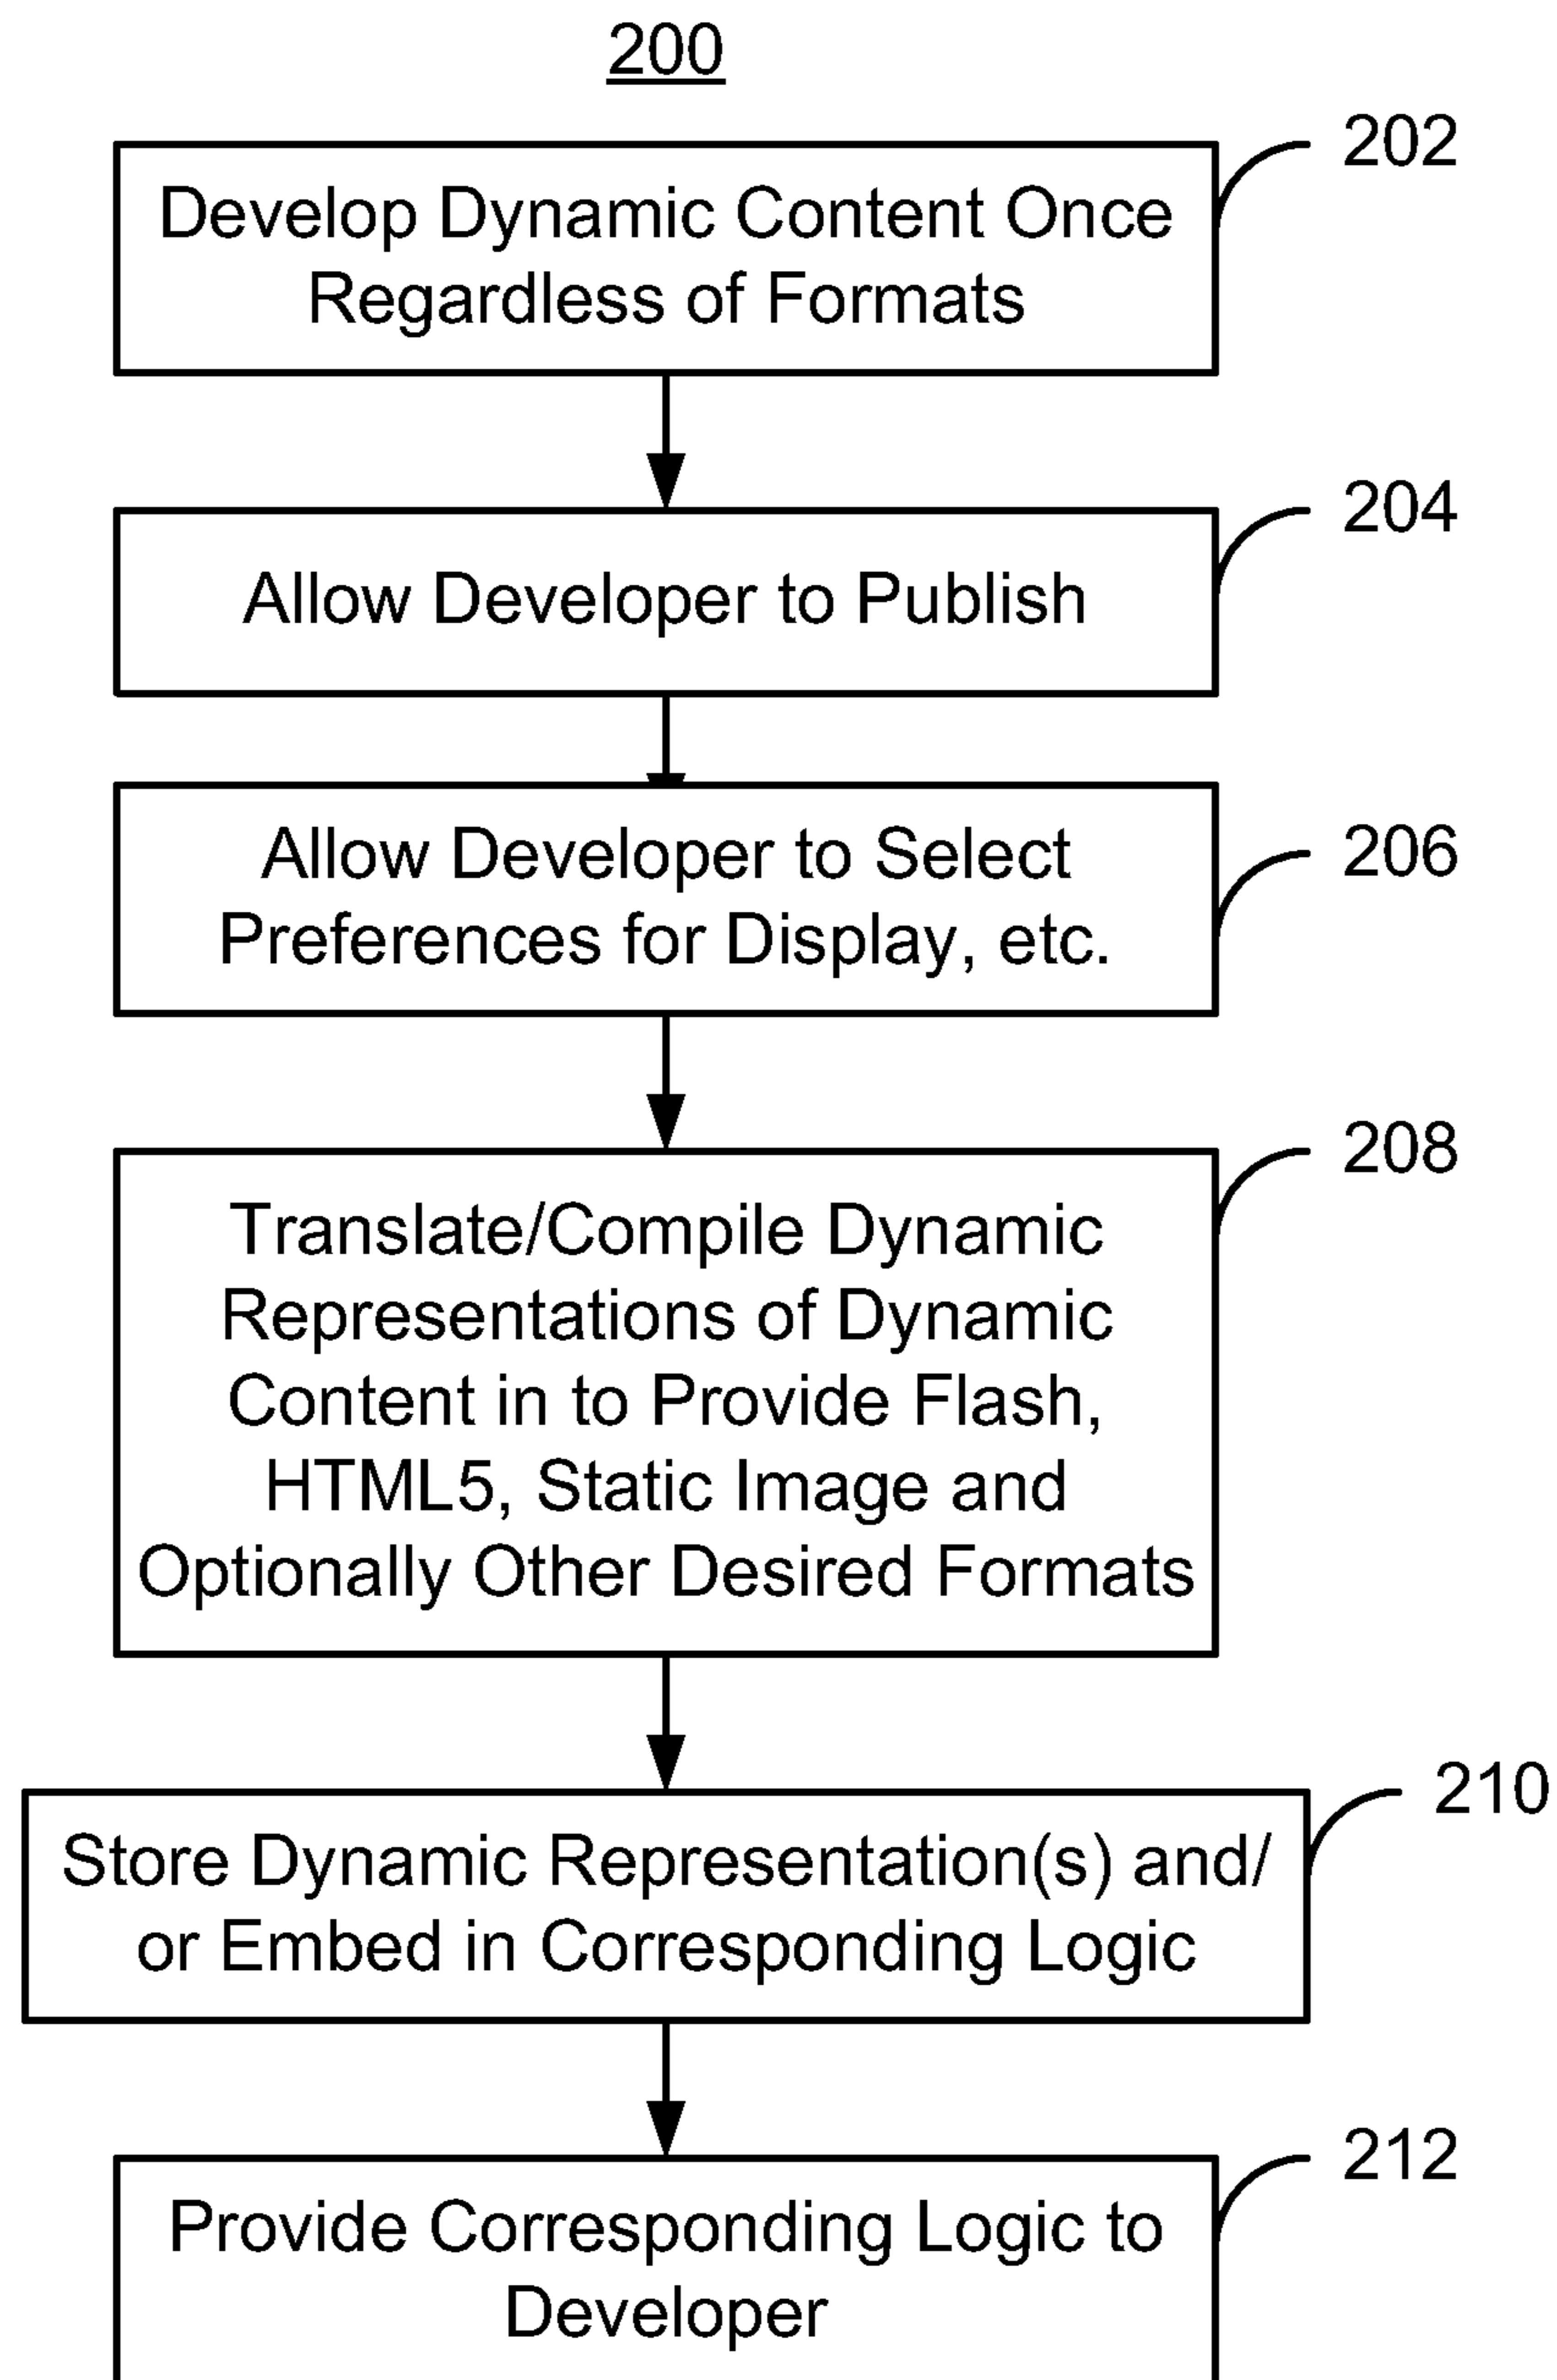 200
202
Develop Dynamic Content Once
Regardless of Formats
204
Allow Developer to Publish
206
Allow Developer to Select
Preferences for Display, etc.
208
Translate/Compile Dynamic
Representations of Dynamic
Content in to Provide Flash,
HTML5, Static Image and
Optionally Other Desired Formats
210
Store Dynamic Representation(s) and/
or Embed in Corresponding Logic
212
Provide Corresponding Logic to
Developer